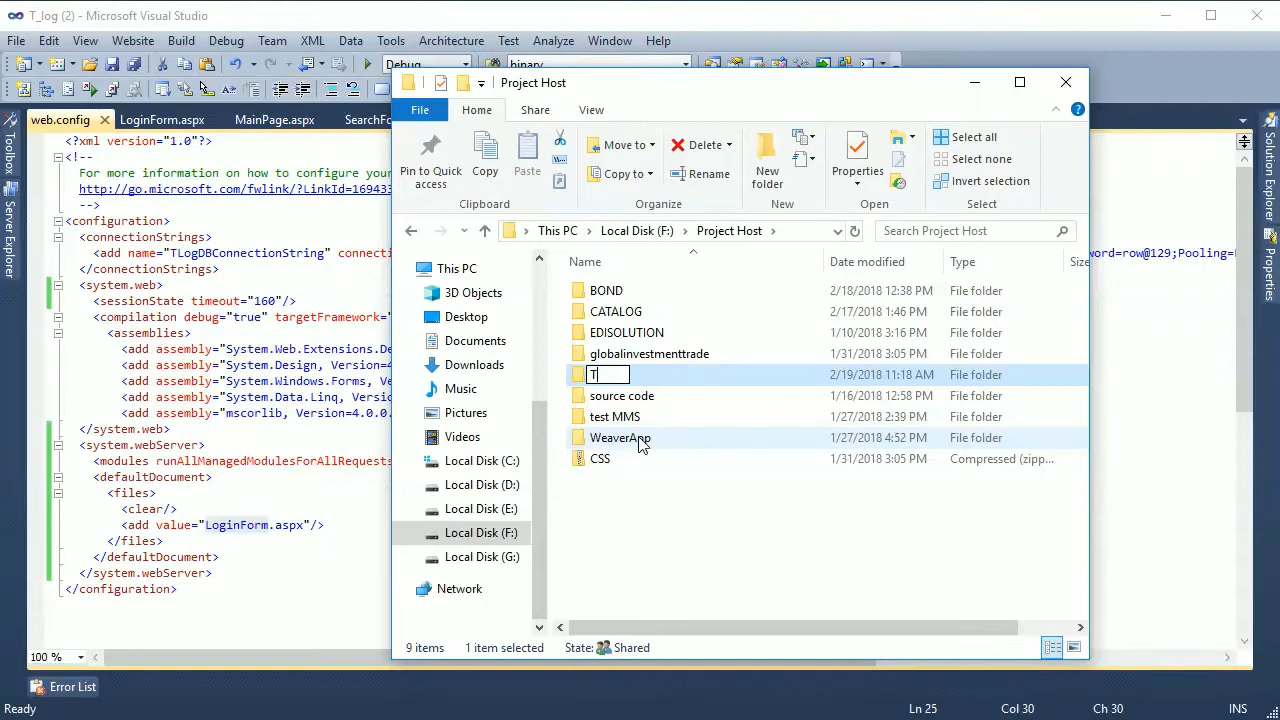 T_log (2) - Microsoft Visual Studio
File Edit View Website Build Debug Team XML Data Tools Architecture Test Analyze Window Help
Debug binary
web.config LoginForm.aspx MainPage.aspx SearchFo
<?xml version="1.0"?>
<!--
For more information on how to configure your
http://go.microsoft.com/fwlink/?LinkId=169433
-->
<configuration>
<connectionStrings>
<add name="TLogDBConnectionString" connecti word=row@129;Pooling=
</connectionStrings>
<system.web>
<sessionState timeout="160"/>
<compilation debug="true" targetFramework="
<assemblies>
<add assembly="System.Web.Extensions.De
<add assembly="System.Design, Version=4
<add assembly="System.Windows.Forms, Ve
<add assembly="System.Data.Linq, Versio
<add assembly="mscorlib, Version=4.0.0.
</system.web>
<system.webServer>
<modules runAllManagedModulesForAllRequests
<defaultDocument>
<files>
<clear/>
<add value="LoginForm.aspx"/>
</files>
</defaultDocument>
</system.webServer>
</configuration>
100 %
Error List
Ready Ln 25 Col 30 Ch 30 INS
Toolbox
Server Explorer
Solution Explorer
Properties
Project Host
File Home Share View
Pin to Quick access
Copy
Paste
Clipboard
Move to
Copy to
Delete
Rename
Organize
New folder
New
Properties
Open
Select all
Select none
Invert selection
Select
This PC Local Disk (F:) Project Host
Search Project Host
This PC
3D Objects
Desktop
Documents
Downloads
Music
Pictures
Videos
Local Disk (C:)
Local Disk (D:)
Local Disk (E:)
Local Disk (F:)
Local Disk (G:)
Network
Name Date modified Type Size
BOND 2/18/2018 12:38 PM File folder
CATALOG 2/17/2018 1:46 PM File folder
EDISOLUTION 1/10/2018 3:16 PM File folder
globalinvestmenttrade 1/31/2018 3:05 PM File folder
T 2/19/2018 11:18 AM File folder
source code 1/16/2018 12:58 PM File folder
test MMS 1/27/2018 2:39 PM File folder
WeaverApp 1/27/2018 4:52 PM File folder
CSS 1/31/2018 3:05 PM Compressed (zipp...
9 items 1 item selected State: Shared